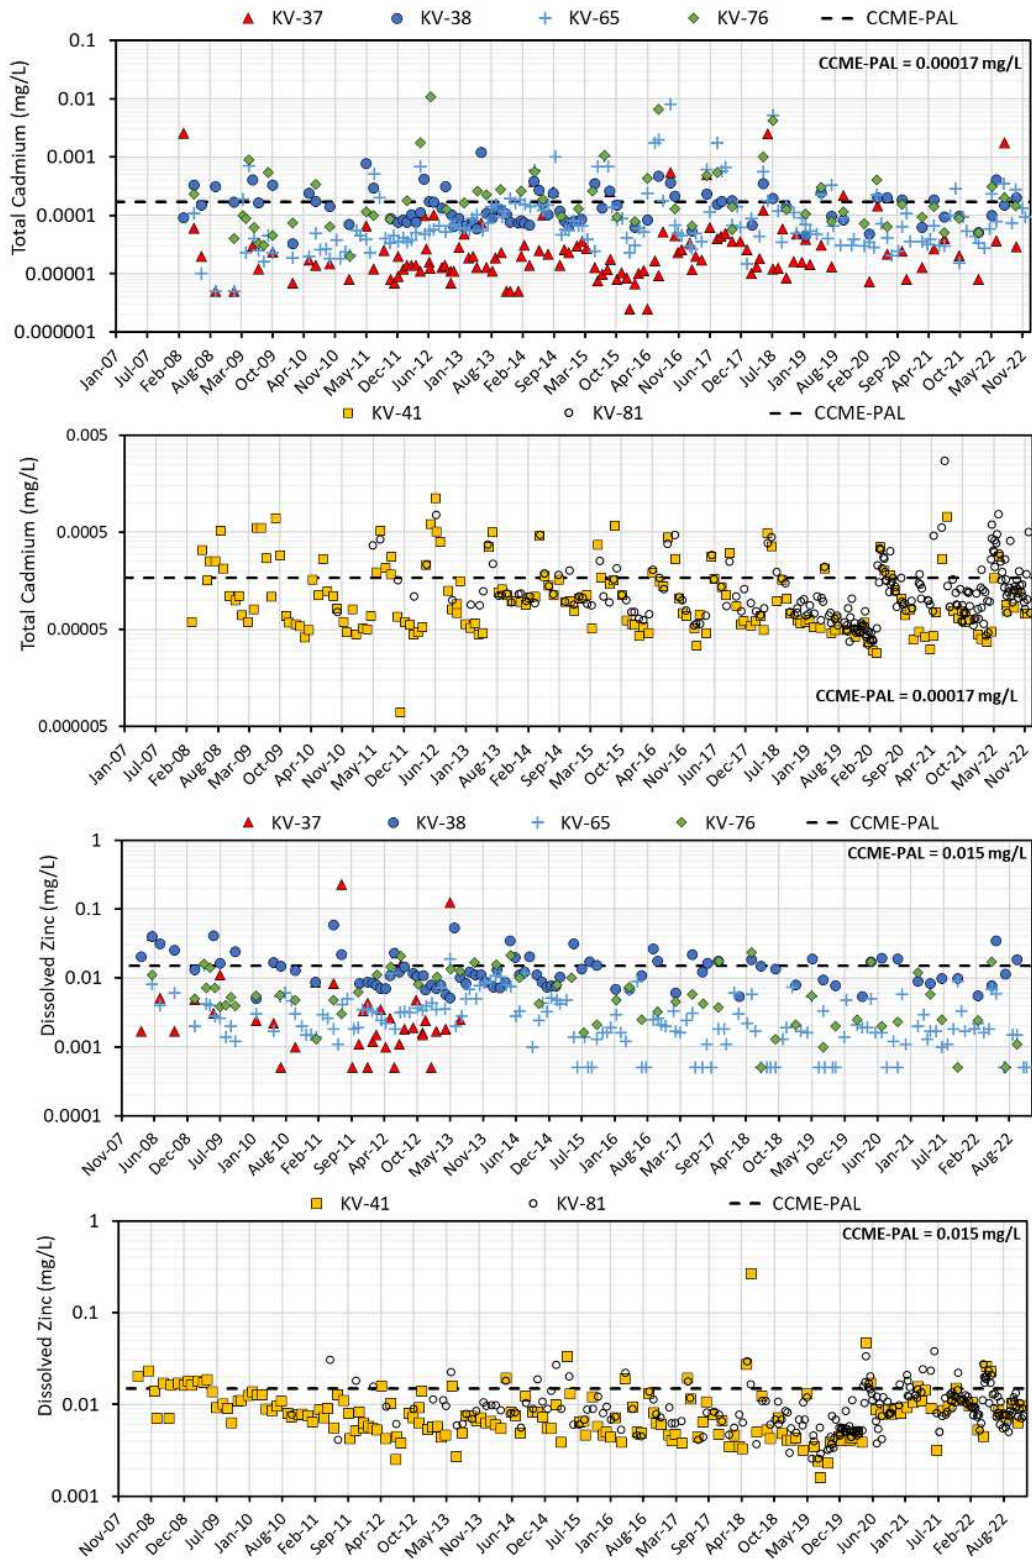 KV-37 KV-38 KV-65 KV-76 CCME-PAL
Total Cadmium (mg/L)
CCME-PAL = 0.00017 mg/L
0.1
0.01
0.001
0.0001
0.00001
0.000001
Jan-07 Jul-07 Feb-08 Aug-08 Mar-09 Oct-09 Apr-10 Nov-10 May-11 Dec-11 Jun-12 Jan-13 Aug-13 Feb-14 Sep-14 Mar-15 Oct-15 Apr-16 Nov-16 Jun-17 Dec-17 Jul-18 Jan-19 Aug-19 Feb-20 Sep-20 Apr-21 Oct-21 May-22 Nov-22
KV-41 KV-81 CCME-PAL
Total Cadmium (mg/L)
0.005
0.0005
0.00005
0.000005
CCME-PAL = 0.00017 mg/L
Jan-07 Jul-07 Feb-08 Aug-08 Mar-09 Oct-09 Apr-10 Nov-10 May-11 Dec-11 Jun-12 Jan-13 Aug-13 Feb-14 Sep-14 Mar-15 Oct-15 Apr-16 Nov-16 Jun-17 Dec-17 Jul-18 Jan-19 Aug-19 Feb-20 Sep-20 Apr-21 Oct-21 May-22 Nov-22
KV-37 KV-38 KV-65 KV-76 CCME-PAL
Dissolved Zinc (mg/L)
CCME-PAL = 0.015 mg/L
1
0.1
0.01
0.001
0.0001
Nov-07 Jun-08 Dec-08 Jul-09 Jan-10 Aug-10 Feb-11 Sep-11 Apr-12 Oct-12 May-13 Nov-13 Jun-14 Dec-14 Jul-15 Jan-16 Aug-16 Mar-17 Sep-17 Apr-18 Oct-18 May-19 Dec-19 Jun-20 Jan-21 Jul-21 Feb-22 Aug-22
KV-41 KV-81 CCME-PAL
Dissolved Zinc (mg/L)
CCME-PAL = 0.015 mg/L
1
0.1
0.01
0.001
Nov-07 Jun-08 Dec-08 Jul-09 Jan-10 Aug-10 Feb-11 Sep-11 Apr-12 Oct-12 May-13 Nov-13 Jun-14 Dec-14 Jul-15 Jan-16 Aug-16 Mar-17 Sep-17 Apr-18 Oct-18 May-19 Dec-19 Jun-20 Jan-21 Jul-21 Feb-22 Aug-22